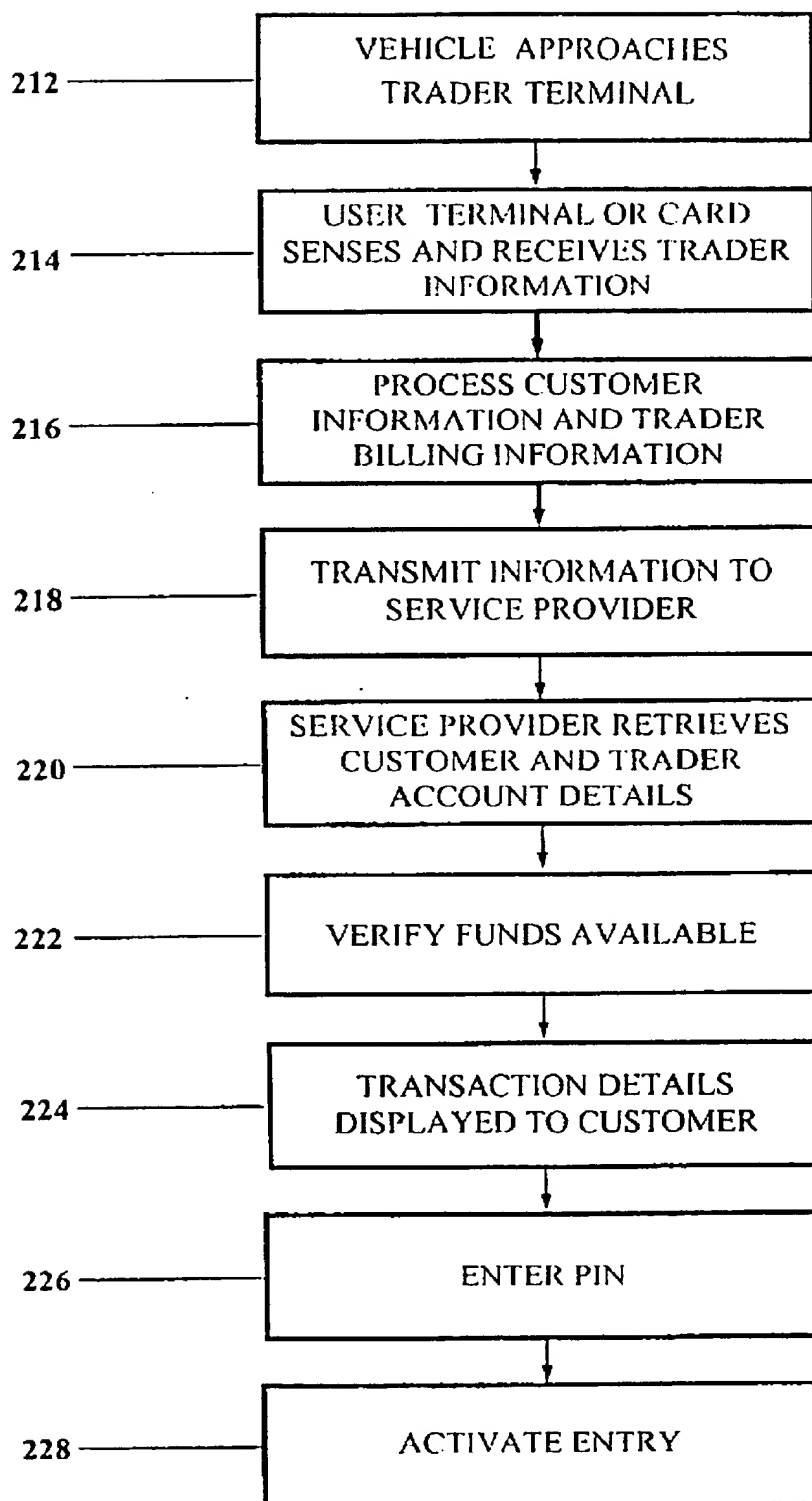 212
VEHICLE APPROACHES
TRADER TERMINAL
214
USER TERMINAL OR CARD
SENSES AND RECEIVES TRADER
INFORMATION
216
PROCESS CUSTOMER
INFORMATION AND TRADER
BILLING INFORMATION
218
TRANSMIT INFORMATION TO
SERVICE PROVIDER
220
SERVICE PROVIDER RETRIEVES
CUSTOMER AND TRADER
ACCOUNT DETAILS
222
VERIFY FUNDS AVAILABLE
224
TRANSACTION DETAILS
DISPLAYED TO CUSTOMER
226
ENTER PIN
228
ACTIVATE ENTRY